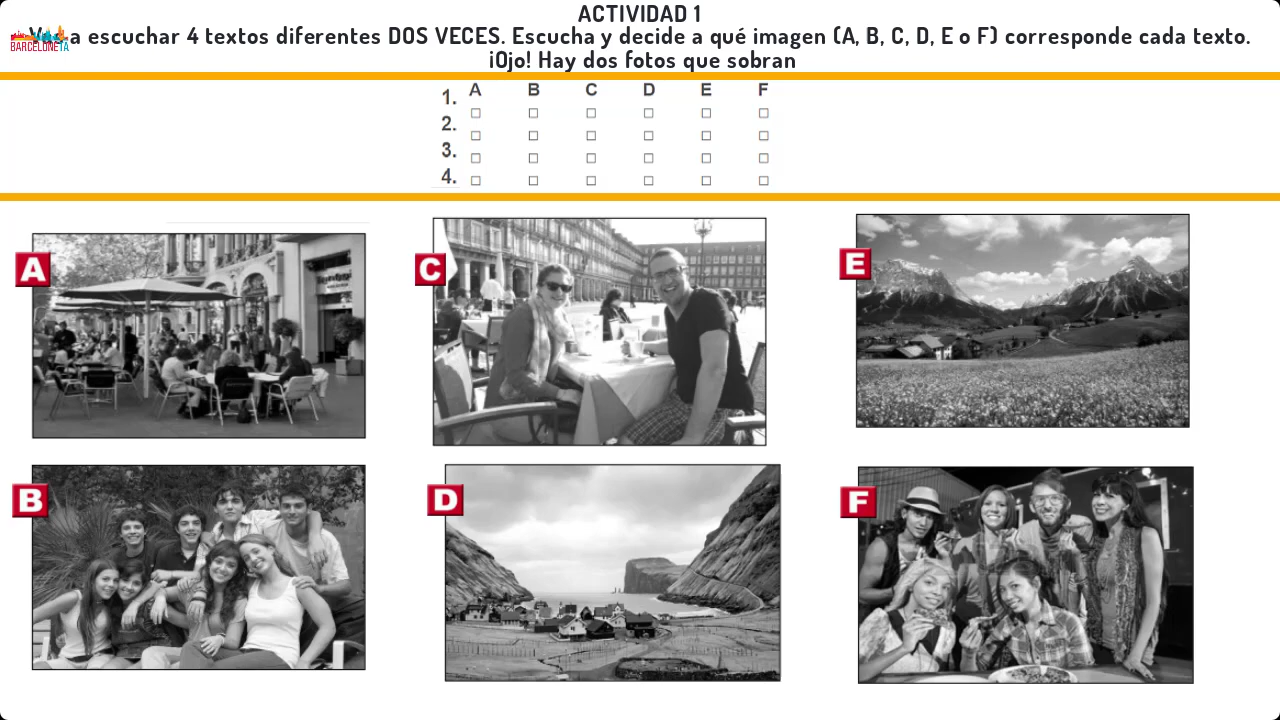 ACTIVIDAD 1
a escuchar 4 textos diferentes DOS VECES. Escucha y decide a qué imagen (A, B, C, D, E o F) corresponde cada texto.
¡Ojo! Hay dos fotos que sobran
BARCELONETA
A B C D E F
1.
2.
3.
4.
A
C
E
B
D
F